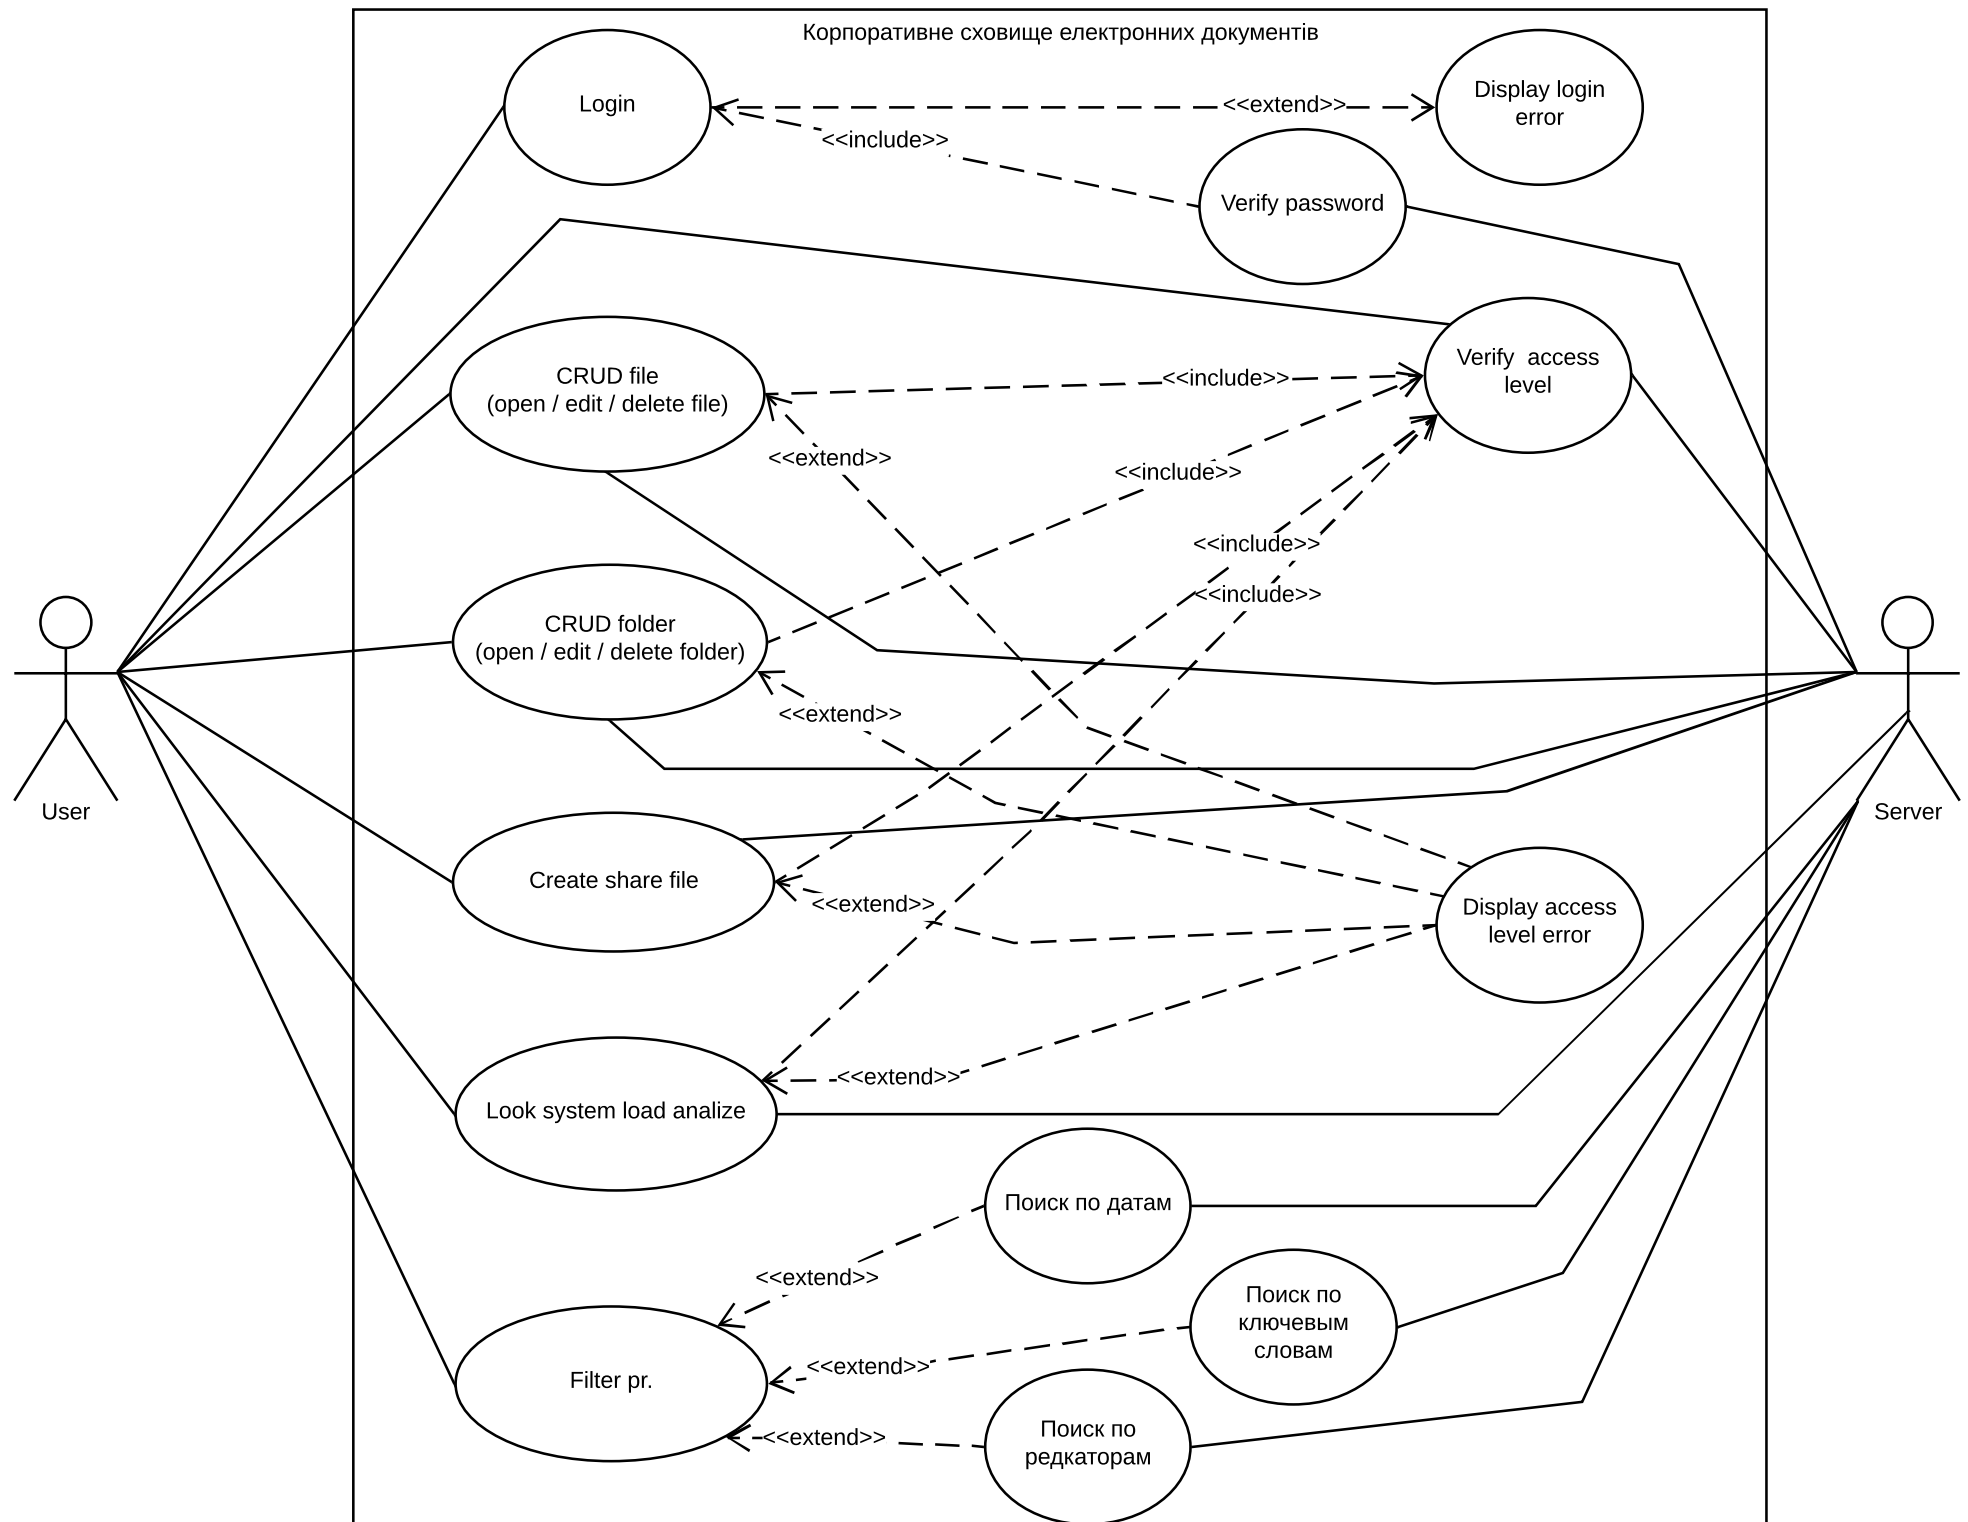 Корпоративне сховище електронних документів
Login
Display login
error
<<extend>>
<<include>>
Verify password
Verify access
level
CRUD file
(open / edit / delete file)
<<include>>
<<extend>>
<<include>>
<<include>>
<<include>>
CRUD folder
(open / edit / delete folder)
<<extend>>
User
Server
Create share file
<<extend>>
Display access
level error
<<extend>>
Look system load analize
Поиск по датам
<<extend>>
Поиск по
ключевым
словам
<<extend>>
Filter pr.
<<extend>>
Поиск по
редкаторам